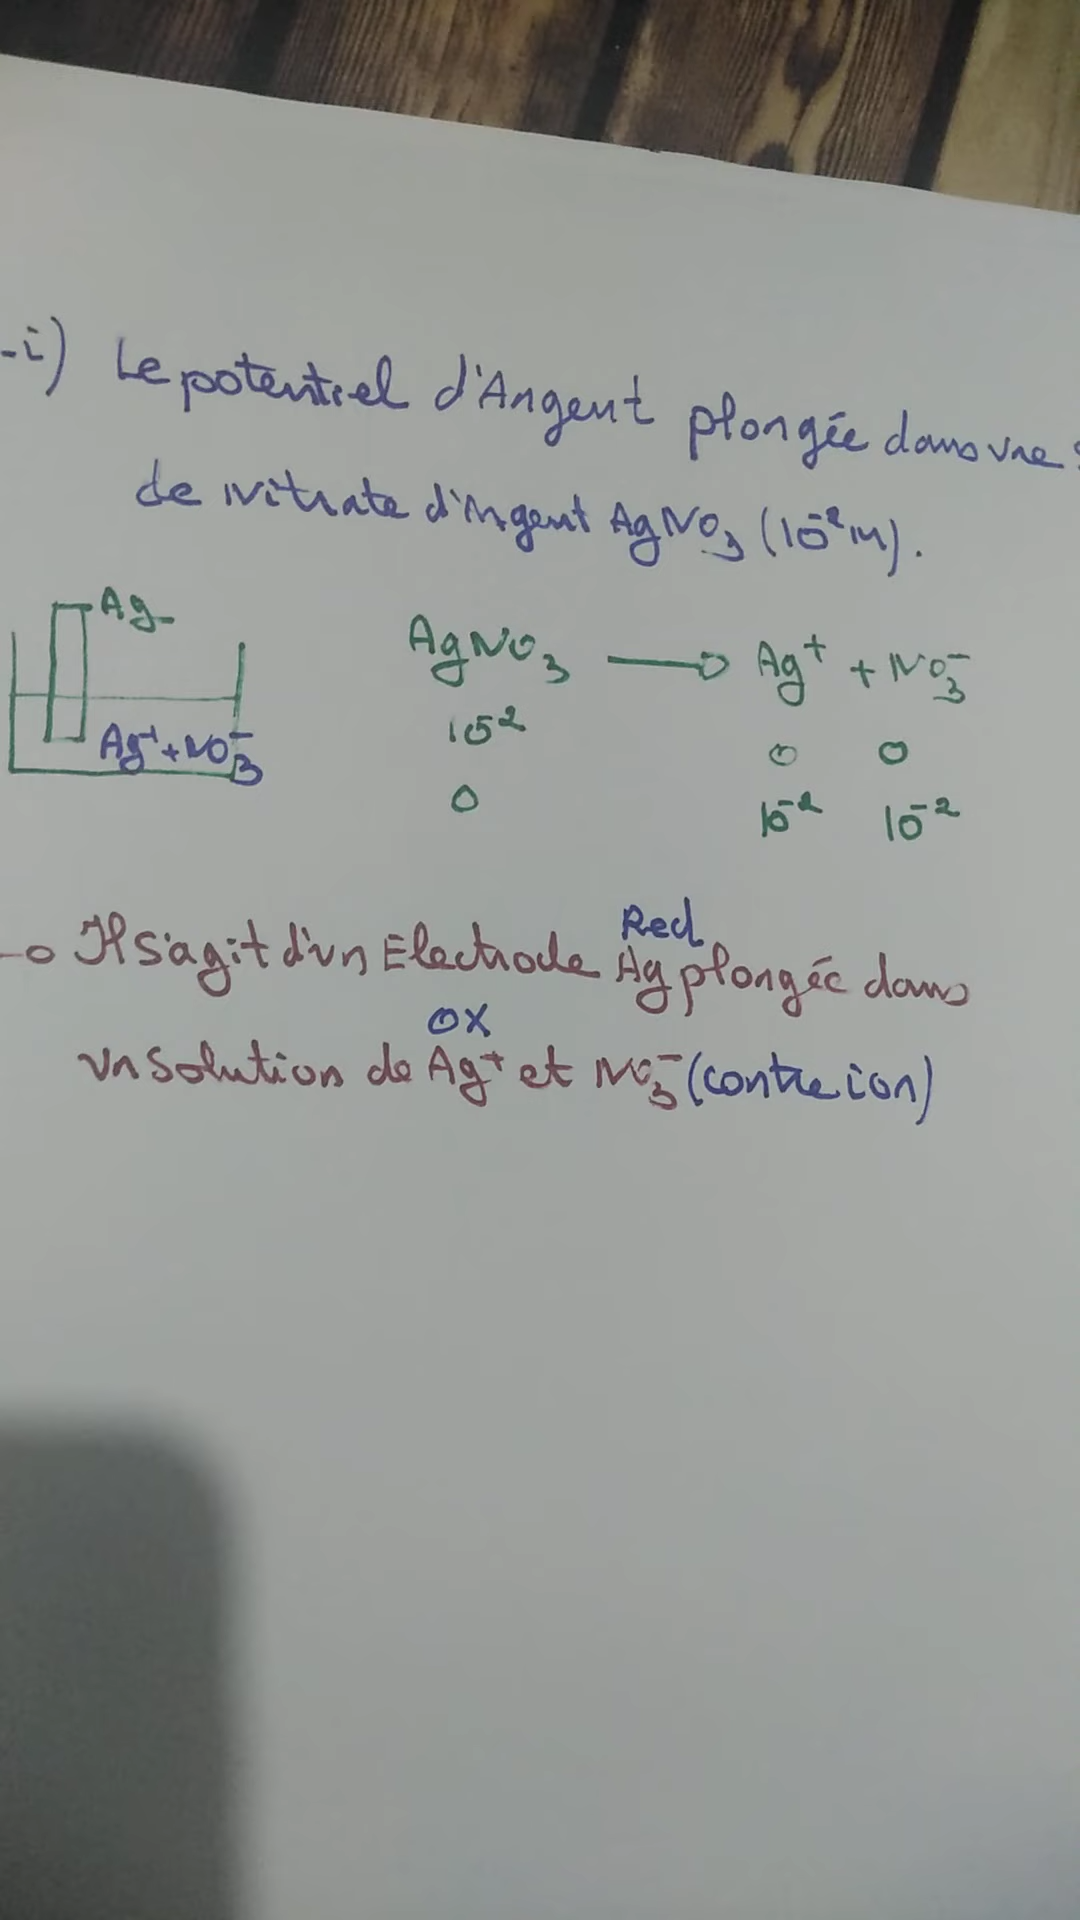 -i) Le potentiel d'Argent plongée dans une
de Nitrate d'Argent AgNO₃ (10⁻²M).
Ag
Ag⁺ + NO₃⁻
AgNO₃ → Ag⁺ + NO₃⁻
10⁻² 0 0
0 10⁻² 10⁻²
Red
→ Il s'agit d'un Electrode Ag plongée dans
OX
un solution de Ag⁺ et NO₃⁻ (contre ion)